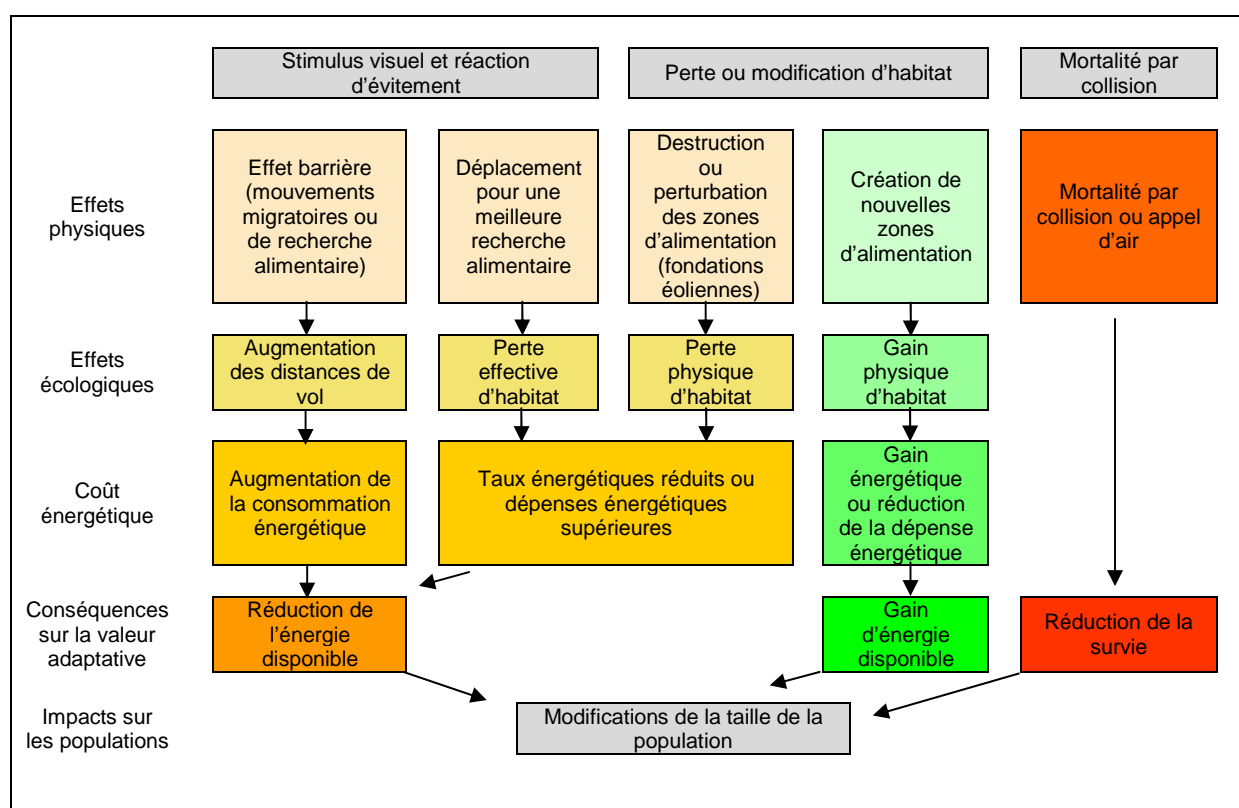 Stimulus visuel et réaction
d'évitement
Perte ou modification d'habitat
Mortalité par
collision
Effets
physiques
Effet barrière
(mouvements
migratoires ou
de recherche
alimentaire)
Déplacement
pour une
meilleure
recherche
alimentaire
Destruction
ou
perturbation
des zones
d'alimentation
(fondations
éoliennes)
Création de
nouvelles
zones
d'alimentation
Mortalité par
collision ou appel
d'air
Effets
écologiques
Augmentation
des distances de
vol
Perte
effective
d'habitat
Perte
physique
d'habitat
Gain
physique
d'habitat
Coût
énergétique
Augmentation de
la consommation
énergétique
Taux énergétiques réduits ou
dépenses énergétiques
supérieures
Gain
énergétique
ou réduction
de la dépense
énergétique
Conséquences
sur la valeur
adaptative
Réduction de
l'énergie
disponible
Gain
d'énergie
disponible
Réduction de la
survie
Impacts sur
les populations
Modifications de la taille de la
population